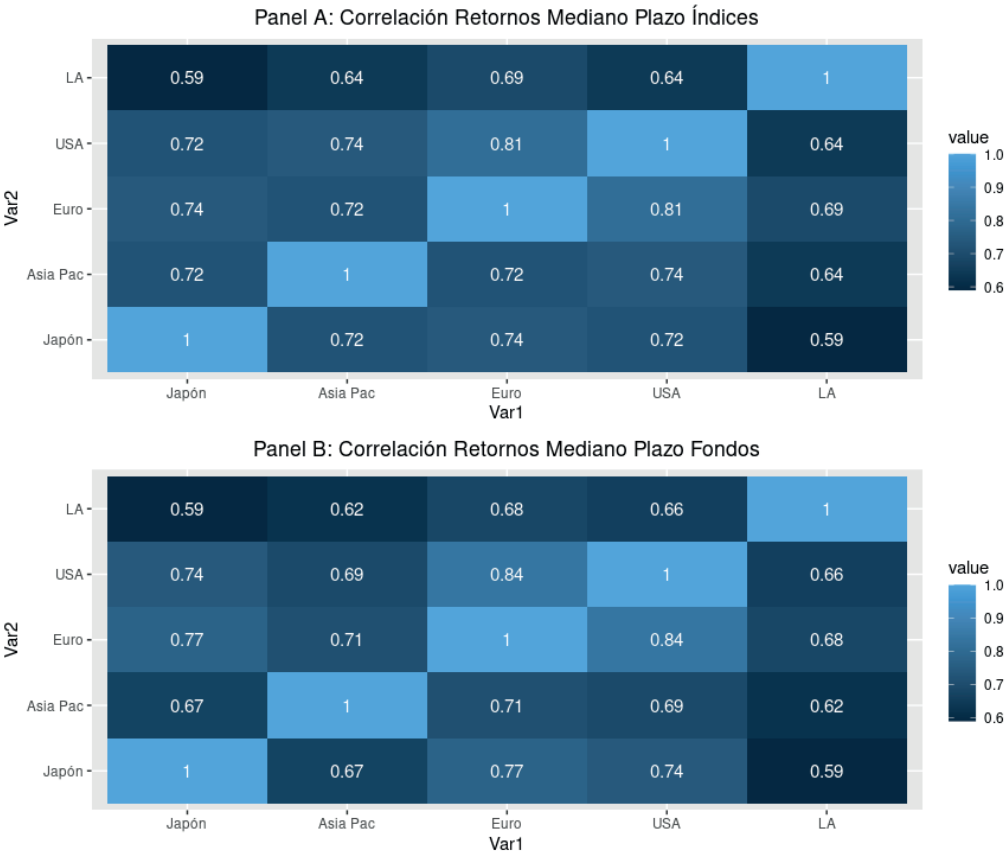 Panel A: Correlación Retornos Mediano Plazo Índices
LA 0.59 0.64 0.69 0.64 1
USA 0.72 0.74 0.81 1 0.64
Euro 0.74 0.72 1 0.81 0.69
Asia Pac 0.72 1 0.72 0.74 0.64
Japón 1 0.72 0.74 0.72 0.59
Japón Asia Pac Euro USA LA
Var1
Var2
value
1.0
0.9
0.8
0.7
0.6
Panel B: Correlación Retornos Mediano Plazo Fondos
LA 0.59 0.62 0.68 0.66 1
USA 0.74 0.69 0.84 1 0.66
Euro 0.77 0.71 1 0.84 0.68
Asia Pac 0.67 1 0.71 0.69 0.62
Japón 1 0.67 0.77 0.74 0.59
Japón Asia Pac Euro USA LA
Var1
Var2
value
1.0
0.9
0.8
0.7
0.6